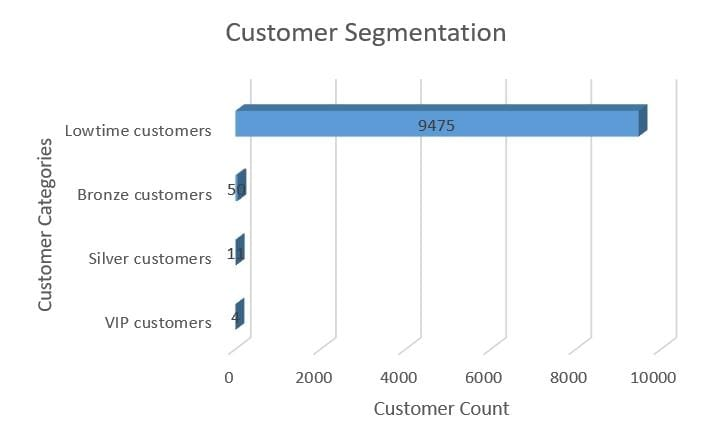 Customer Segmentation
Customer Categories
Lowtime customers 9475
Bronze customers 50
Silver customers 11
VIP customers 4
0 2000 4000 6000 8000 10000
Customer Count